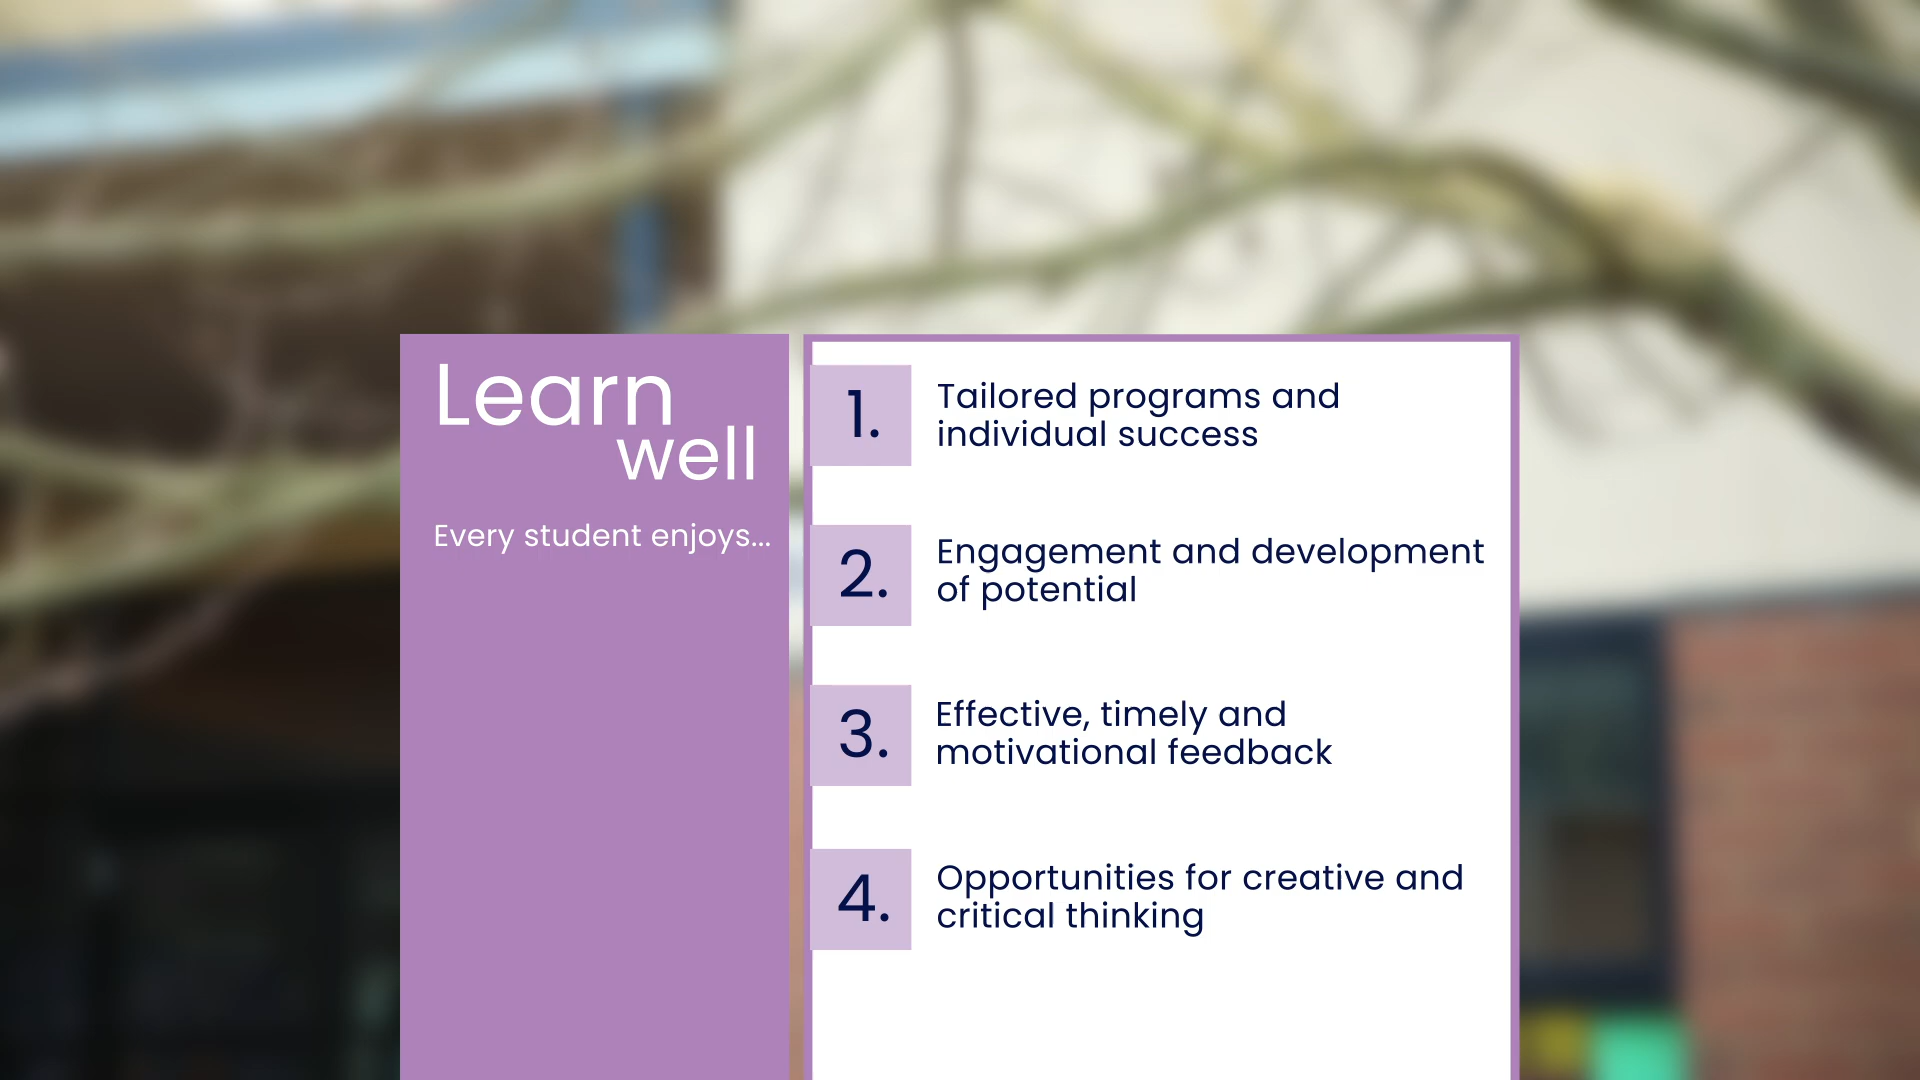 Learn
well
Every student enjoys...
1.
Tailored programs and
individual success
2.
Engagement and development
of potential
3.
Effective, timely and
motivational feedback
4.
Opportunities for creative and
critical thinking